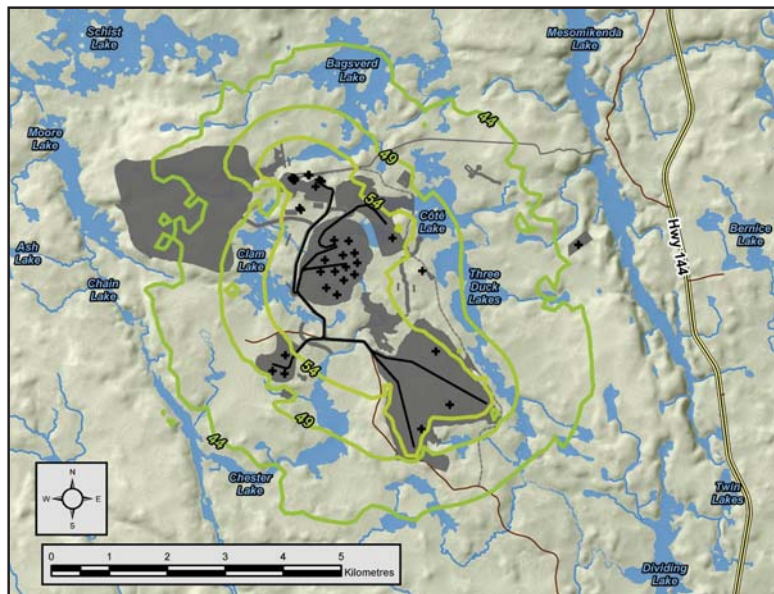 Schist
Lake
Mesomikenda
Lake
Bagsverd
Lake
44
Moore
Lake
49
54
Côté
Lake
Hwy 144
Bernice
Lake
Ash
Lake
Clam
Lake
Chain
Lake
Three
Duck
Lakes
54
49
44
Chester
Lake
Twin
Lakes
Dividing
Lake
N
W E
S
0 1 2 3 4 5
Kilometres